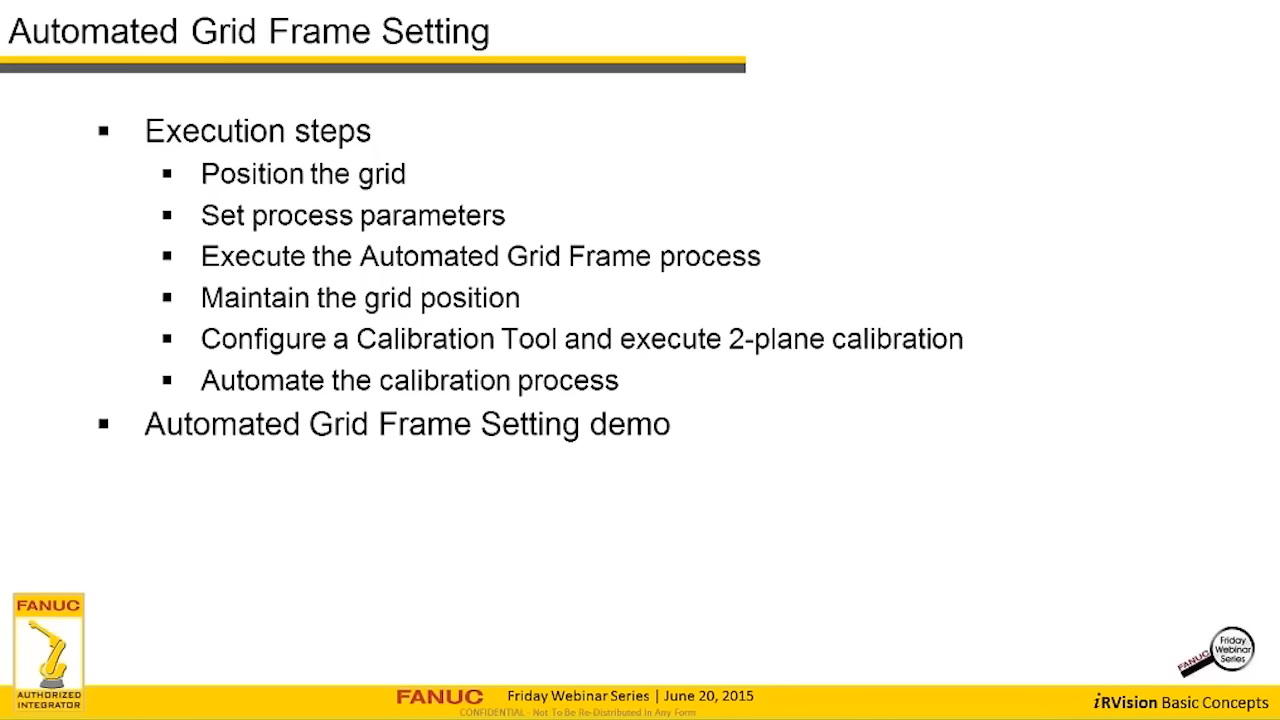 Automated Grid Frame Setting
Execution steps
Position the grid
Set process parameters
Execute the Automated Grid Frame process
Maintain the grid position
Configure a Calibration Tool and execute 2-plane calibration
Automate the calibration process
Automated Grid Frame Setting demo
FANUC
AUTHORIZED
INTEGRATOR
FANUC Friday Webinar Series | June 20, 2015
CONFIDENTIAL - Not To Be Re-Distributed In Any Form
Friday
Webinar
Series
FANUC
iRVision Basic Concepts